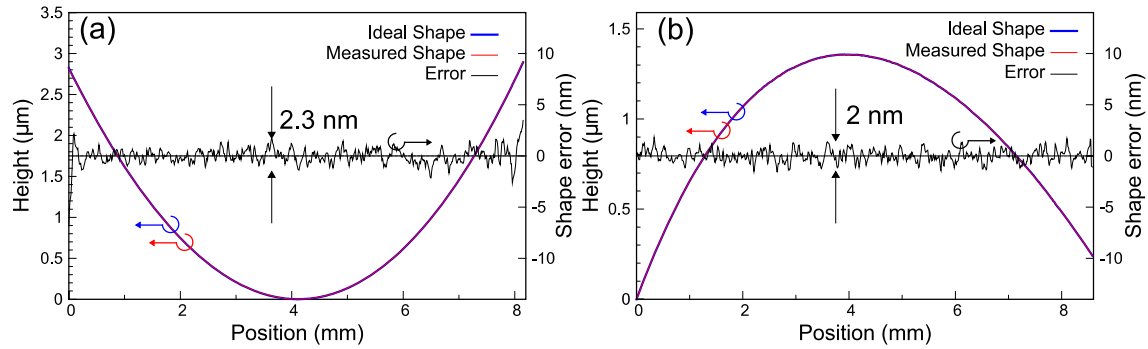 (a)
Ideal Shape
Measured Shape
Error
2.3 nm
Height (µm)
3.5
3
2.5
2
1.5
1
0.5
0
0 2 4 6 8
Position (mm)
10
5
0
-5
-10
Shape error (nm)
(b)
Ideal Shape
Measured Shape
Error
2 nm
Height (µm)
1.5
1
0.5
0
0 2 4 6 8
Position (mm)
10
5
0
-5
-10
Shape error (nm)